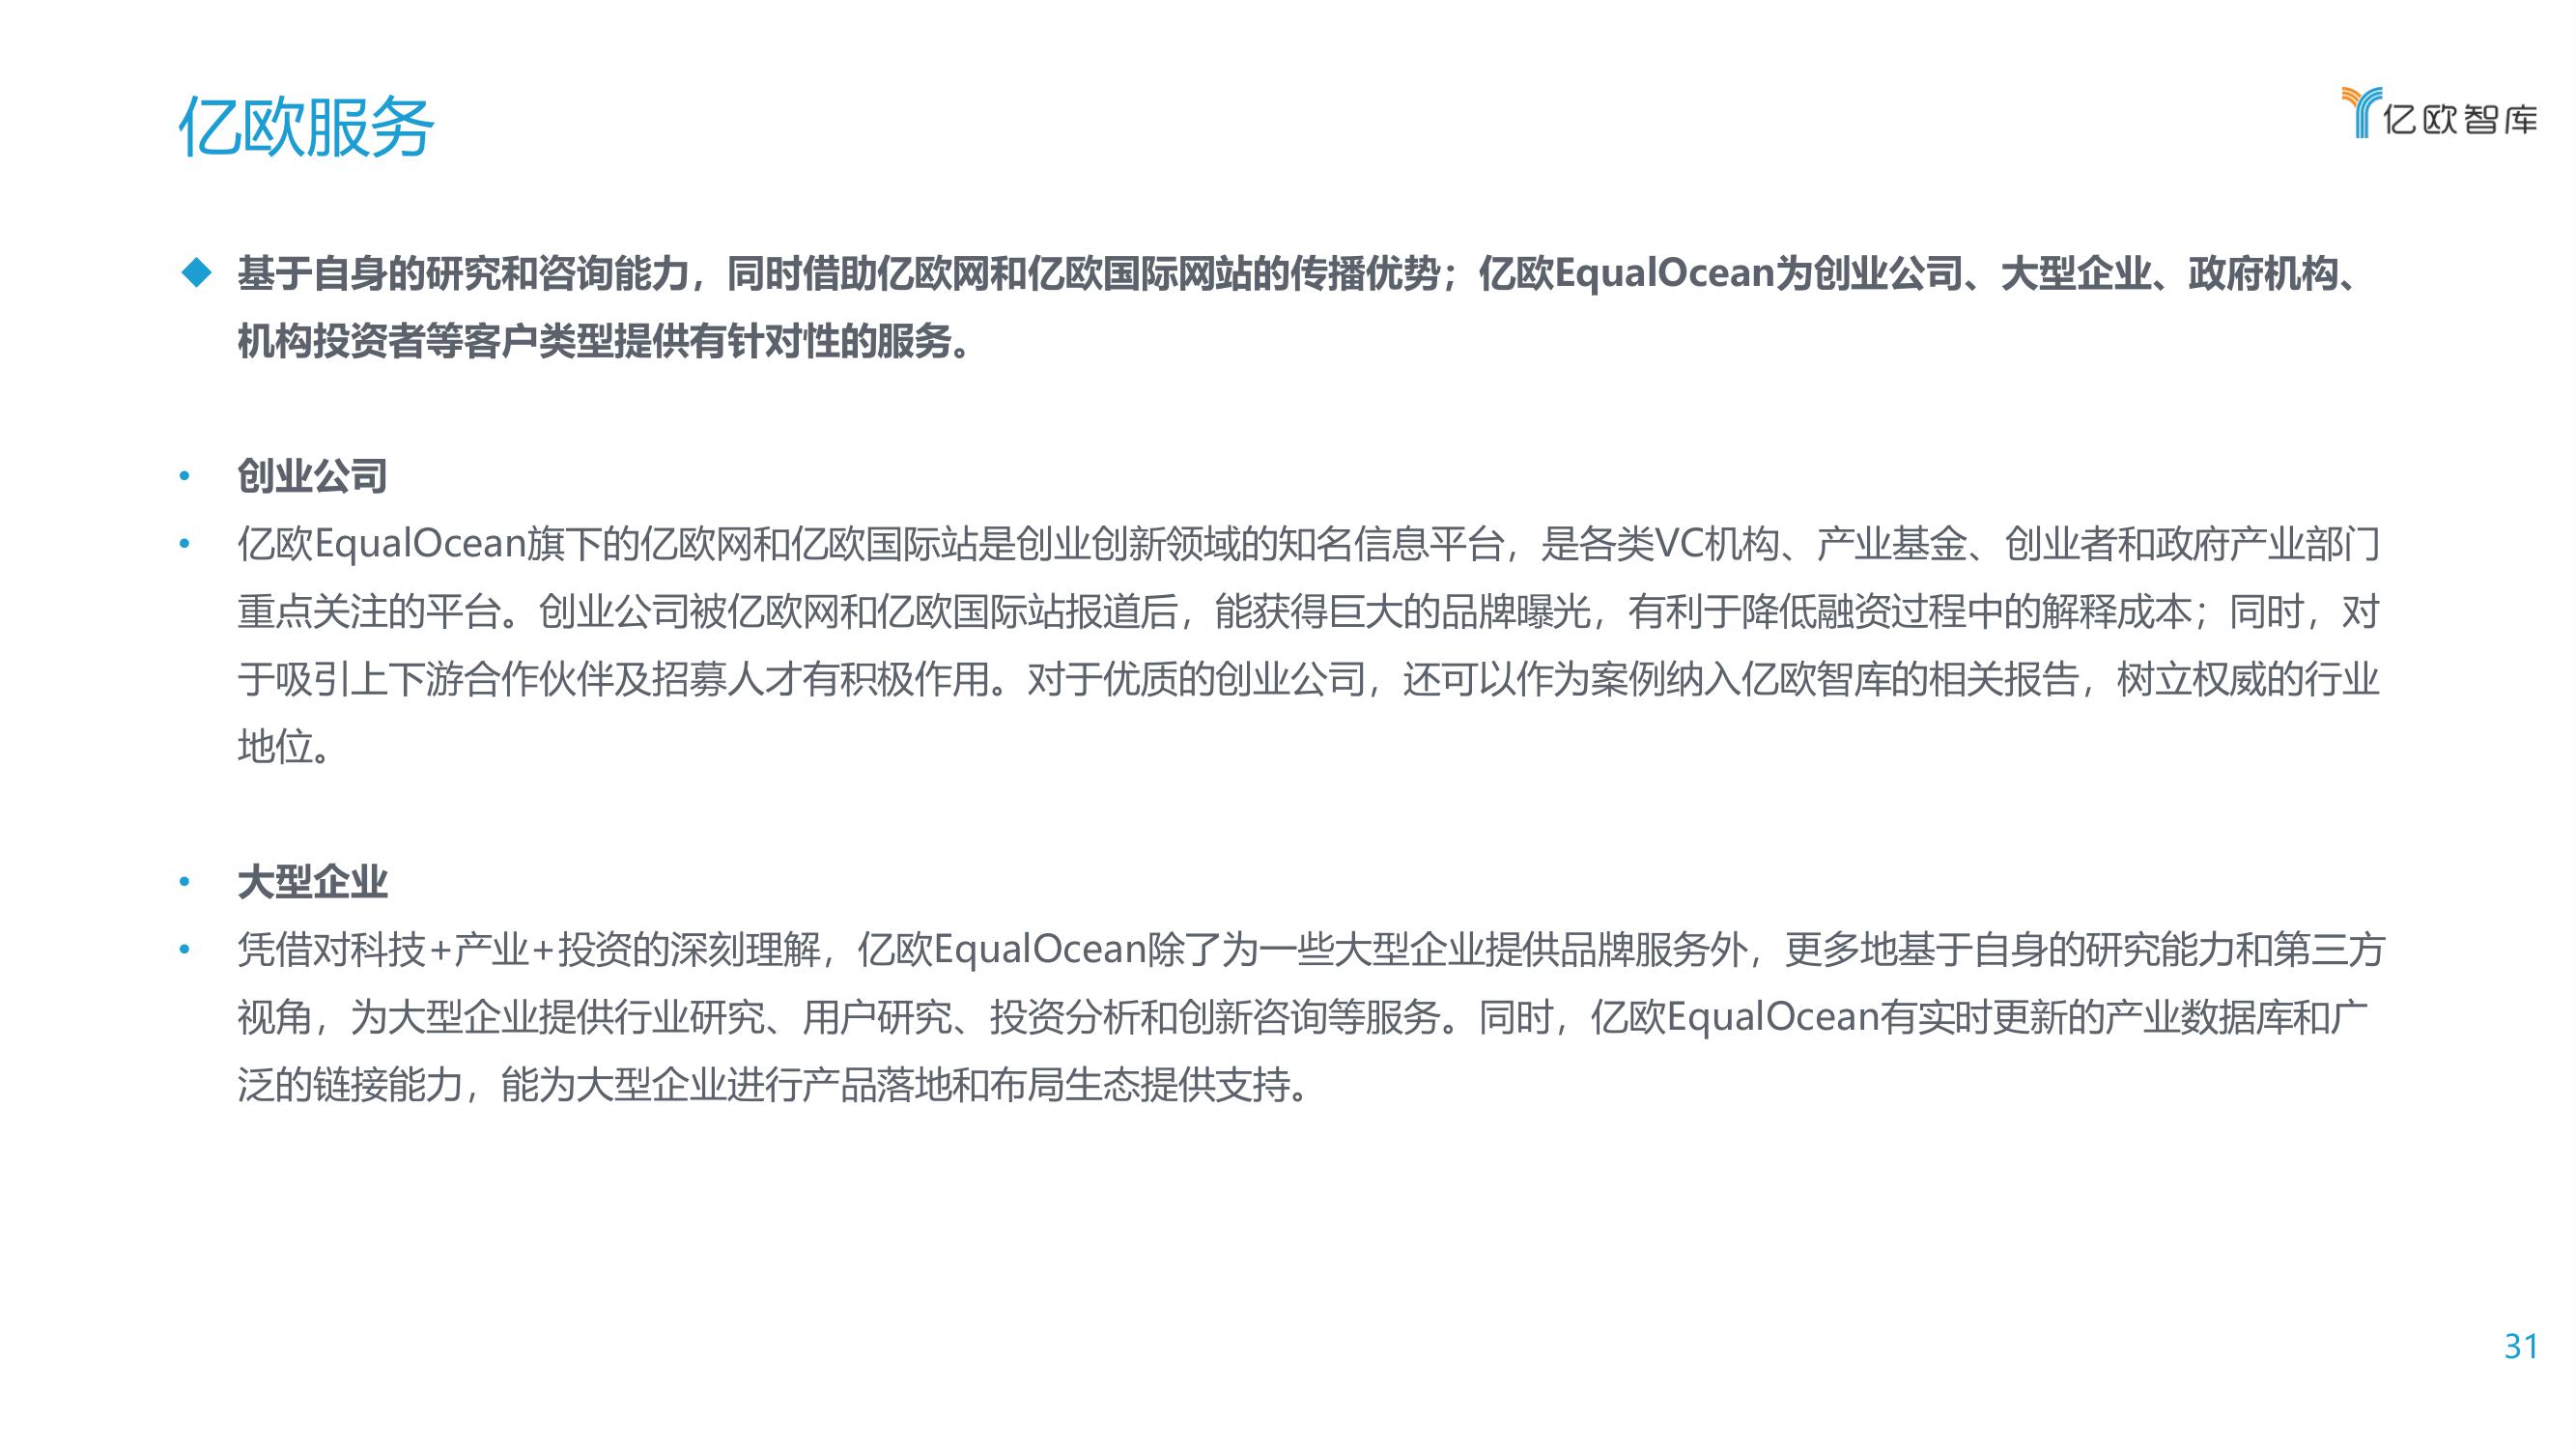 亿欧服务
亿欧智库
◆ 基于自身的研究和咨询能力，同时借助亿欧网和亿欧国际网站的传播优势；亿欧EqualOcean为创业公司、大型企业、政府机构、
机构投资者等客户类型提供有针对性的服务。
• 创业公司
• 亿欧EqualOcean旗下的亿欧网和亿欧国际站是创业创新领域的知名信息平台，是各类VC机构、产业基金、创业者和政府产业部门
重点关注的平台。创业公司被亿欧网和亿欧国际站报道后，能获得巨大的品牌曝光，有利于降低融资过程中的解释成本；同时，对
于吸引上下游合作伙伴及招募人才有积极作用。对于优质的创业公司，还可以作为案例纳入亿欧智库的相关报告，树立权威的行业
地位。
• 大型企业
• 凭借对科技+产业+投资的深刻理解，亿欧EqualOcean除了为一些大型企业提供品牌服务外，更多地基于自身的研究能力和第三方
视角，为大型企业提供行业研究、用户研究、投资分析和创新咨询等服务。同时，亿欧EqualOcean有实时更新的产业数据库和广
泛的链接能力，能为大型企业进行产品落地和布局生态提供支持。
31